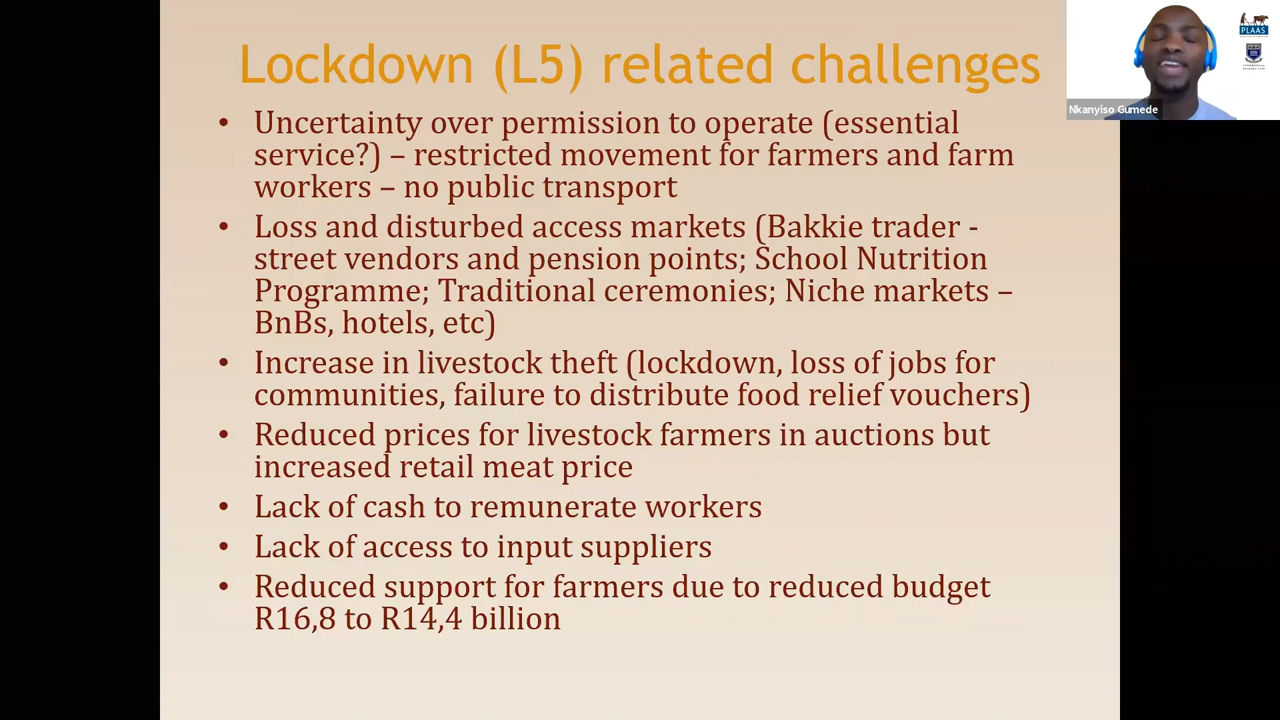 Lockdown (L5) related challenges
• Uncertainty over permission to operate (essential
service?) – restricted movement for farmers and farm
workers – no public transport
• Loss and disturbed access markets (Bakkie trader -
street vendors and pension points; School Nutrition
Programme; Traditional ceremonies; Niche markets –
BnBs, hotels, etc)
• Increase in livestock theft (lockdown, loss of jobs for
communities, failure to distribute food relief vouchers)
• Reduced prices for livestock farmers in auctions but
increased retail meat price
• Lack of cash to remunerate workers
• Lack of access to input suppliers
• Reduced support for farmers due to reduced budget
R16,8 to R14,4 billion
Nkanyiso Gumede
PLAAS